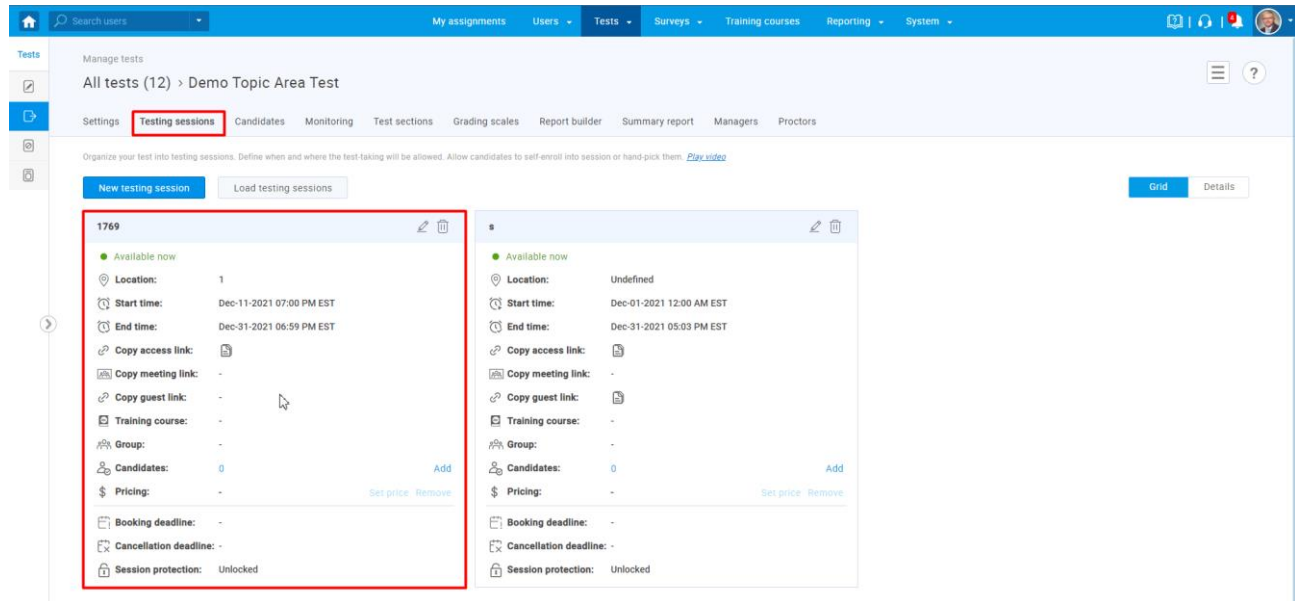 Search users
My assignments Users Tests Surveys Training courses Reporting System
Tests
Manage tests
All tests (12) › Demo Topic Area Test
Settings Testing sessions Candidates Monitoring Test sections Grading scales Report builder Summary report Managers Proctors
Organize your test into testing sessions. Define when and where the test-taking will be allowed. Allow candidates to self-enroll into session or hand-pick them. Play video
New testing session Load testing sessions Grid Details
1769
Available now
Location: 1
Start time: Dec-11-2021 07:00 PM EST
End time: Dec-31-2021 06:59 PM EST
Copy access link:
Copy meeting link: -
Copy guest link: -
Training course: -
Group: -
Candidates: 0 Add
$ Pricing: - Set price Remove
Booking deadline: -
Cancellation deadline: -
Session protection: Unlocked
s
Available now
Location: Undefined
Start time: Dec-01-2021 12:00 AM EST
End time: Dec-31-2021 05:03 PM EST
Copy access link:
Copy meeting link: -
Copy guest link:
Training course: -
Group: -
Candidates: 0 Add
$ Pricing: - Set price Remove
Booking deadline: -
Cancellation deadline: -
Session protection: Unlocked